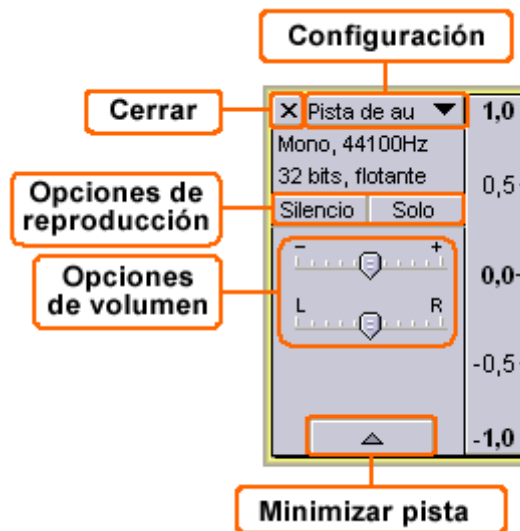 Configuración
Cerrar
X Pista de au
1,0
Mono, 44100Hz
32 bits, flotante
0,5
Opciones de
reproducción
Silencio Solo
- +
Opciones
de volumen
0,0
L R
-0,5
-1,0
Minimizar pista